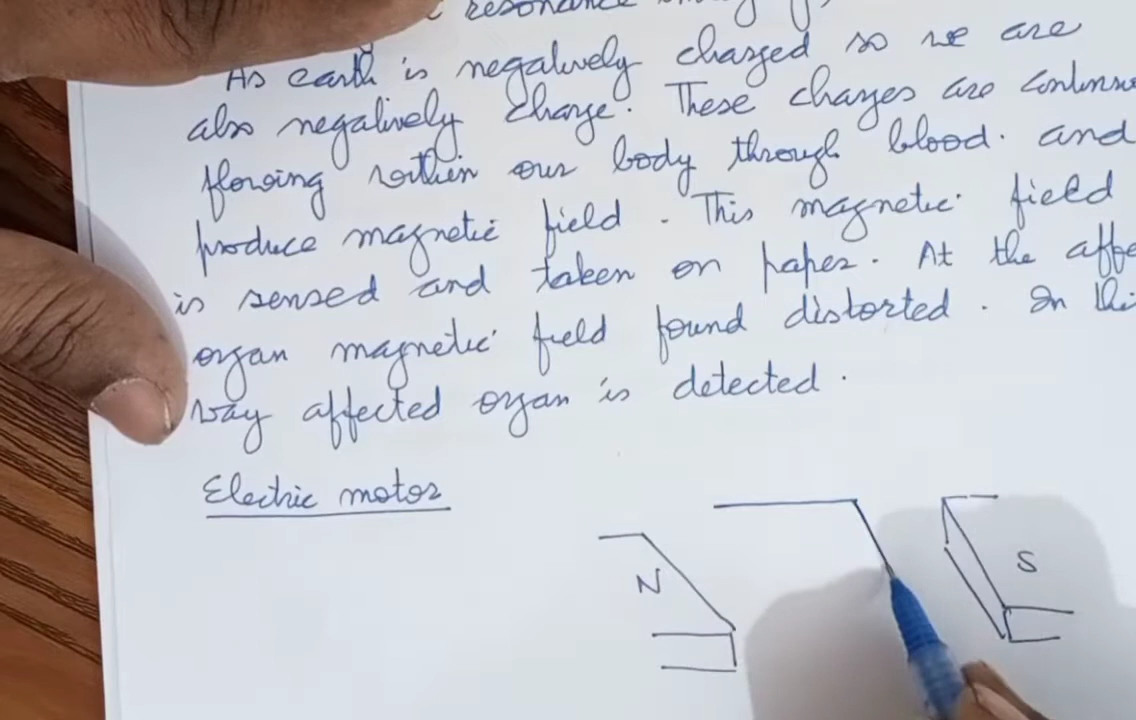 resonance
As earth is negatively charged so we are
also negatively charge. These charges are
flowing within our body through blood. and
produce magnetic field. This magnetic field
is sensed and taken on paper. At the
organ magnetic field found distorted. In
way affected organ is detected.
Electric motor
N
S